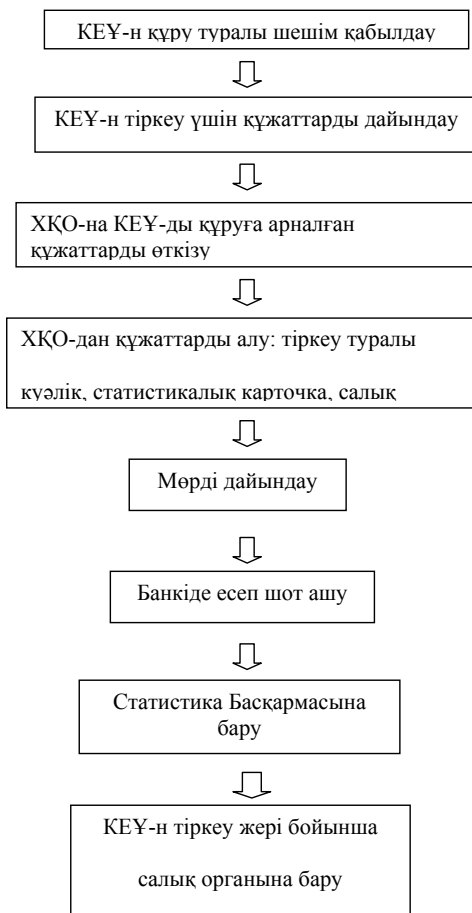 КЕҰ-н құру туралы шешім қабылдау
КЕҰ-н тіркеу үшін құжаттарды дайындау
ХҚО-на КЕҰ-ды құруға арналған
құжаттарды өткізу
ХҚО-дан құжаттарды алу: тіркеу туралы
куәлік, статистикалық карточка, салық
Мөрді дайындау
Банкіде есеп шот ашу
Статистика Басқармасына
бару
КЕҰ-н тіркеу жері бойынша
салық органына бару